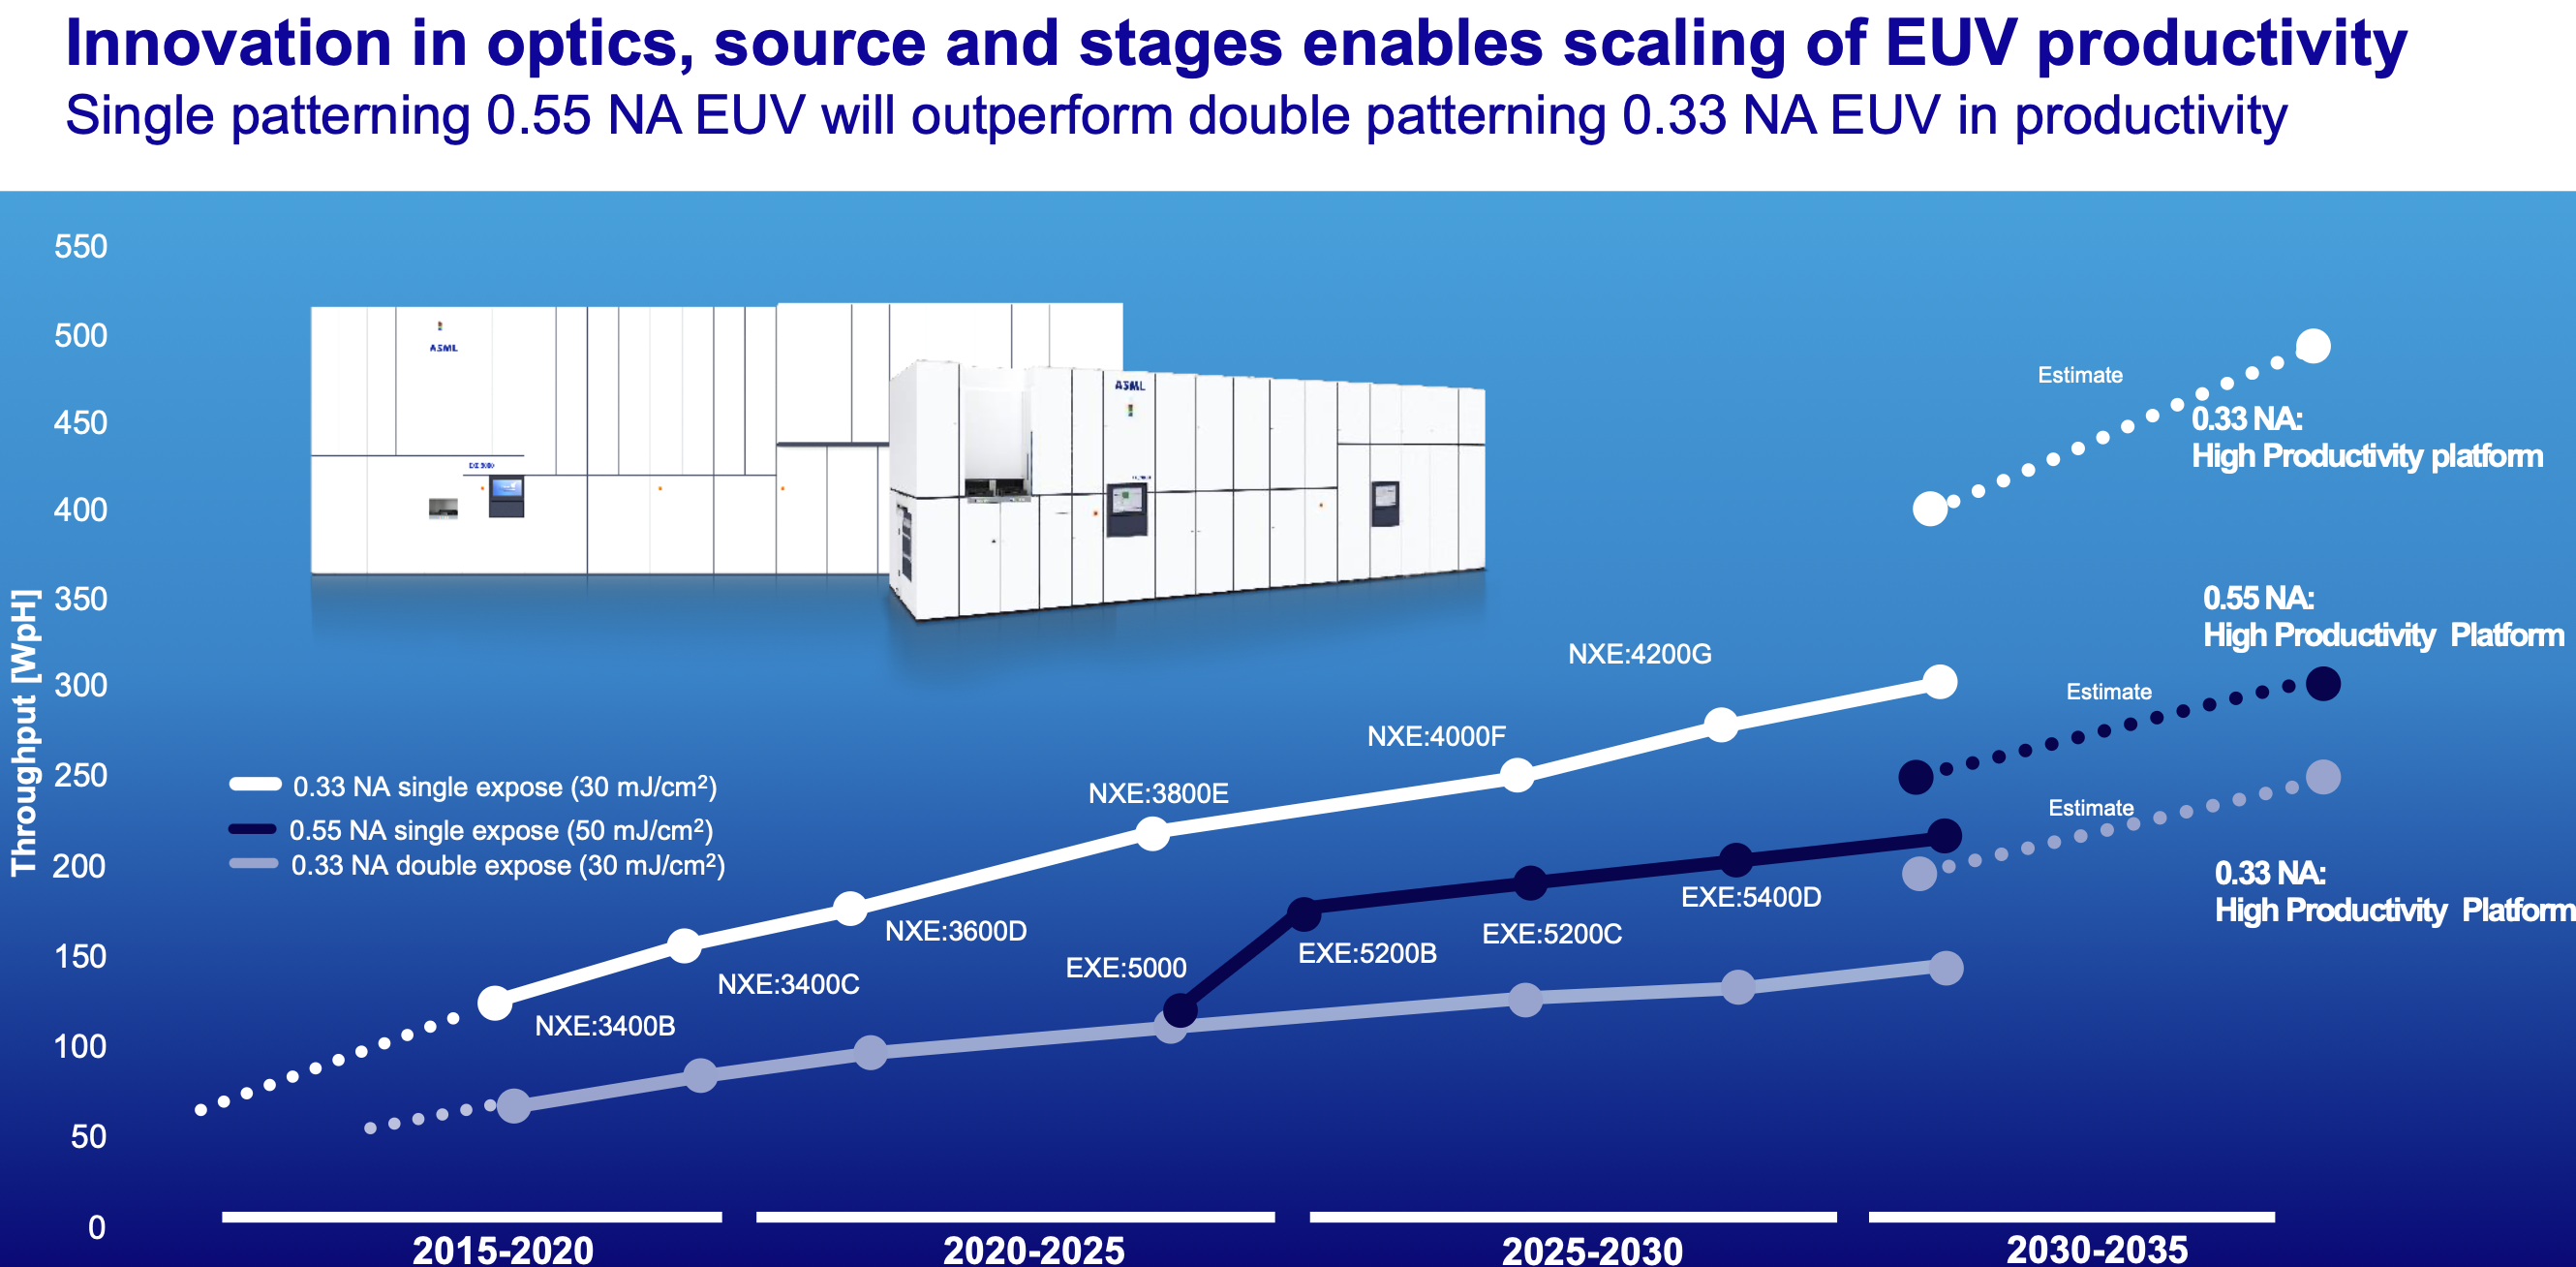 Innovation in optics, source and stages enables scaling of EUV productivity
Single patterning 0.55 NA EUV will outperform double patterning 0.33 NA EUV in productivity
Throughput [WpH]
550
500
450
400
350
300
250
200
150
100
50
0
ASML
ASML
0.33 NA single expose (30 mJ/cm²)
0.55 NA single expose (50 mJ/cm²)
0.33 NA double expose (30 mJ/cm²)
NXE:3400B
NXE:3400C
NXE:3600D
NXE:3800E
NXE:4000F
NXE:4200G
EXE:5000
EXE:5200B
EXE:5200C
EXE:5400D
Estimate
0.33 NA:
High Productivity platform
0.55 NA:
High Productivity Platform
Estimate
Estimate
0.33 NA:
High Productivity Platform
2015-2020
2020-2025
2025-2030
2030-2035